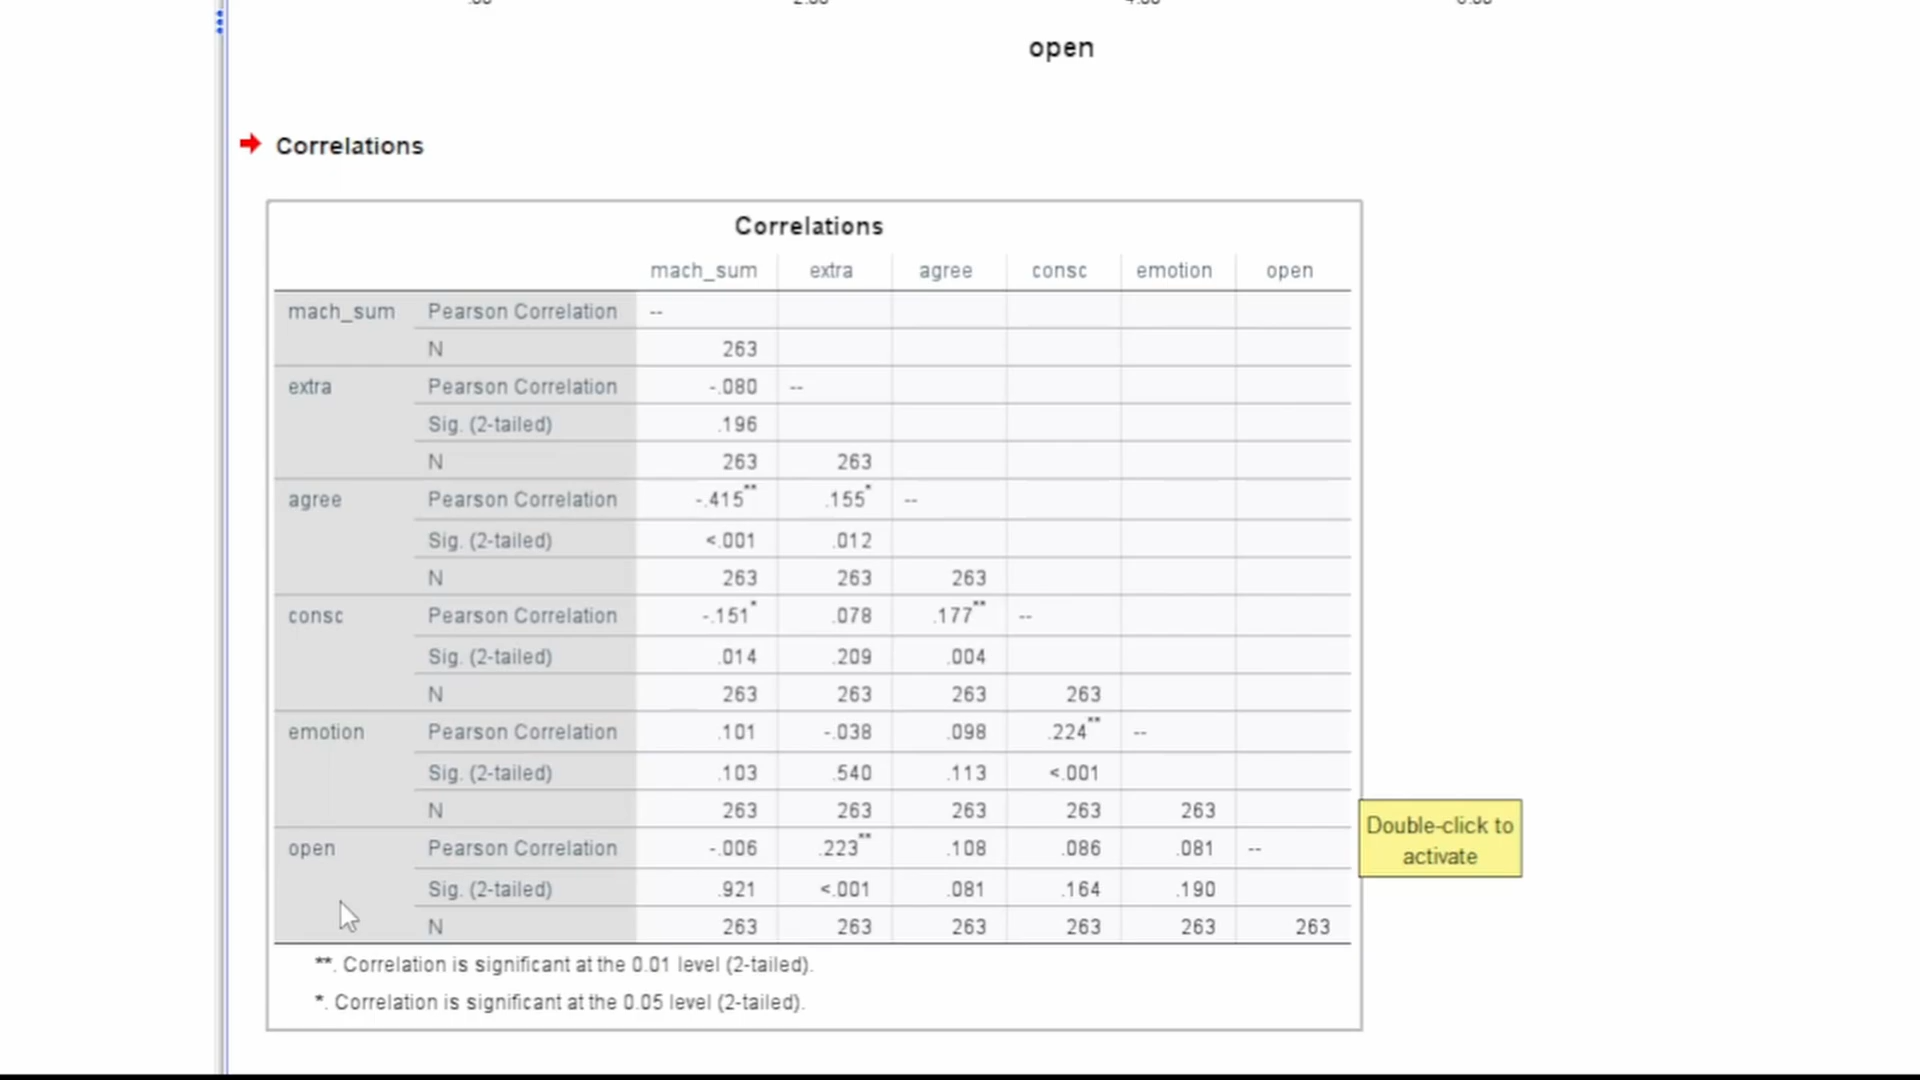 open
Correlations
Correlations
mach_sum extra agree consc emotion open
mach_sum Pearson Correlation --
N 263
extra Pearson Correlation -.080 --
Sig. (2-tailed) .196
N 263 263
agree Pearson Correlation -.415** .155* --
Sig. (2-tailed) <.001 .012
N 263 263 263
consc Pearson Correlation -.151* .078 .177** --
Sig. (2-tailed) .014 .209 .004
N 263 263 263 263
emotion Pearson Correlation .101 -.038 .098 .224** --
Sig. (2-tailed) .103 .540 .113 <.001
N 263 263 263 263 263
Double-click to
activate
open Pearson Correlation -.006 .223** .108 .086 .081 --
Sig. (2-tailed) .921 <.001 .081 .164 .190
N 263 263 263 263 263 263
**. Correlation is significant at the 0.01 level (2-tailed).
*. Correlation is significant at the 0.05 level (2-tailed).